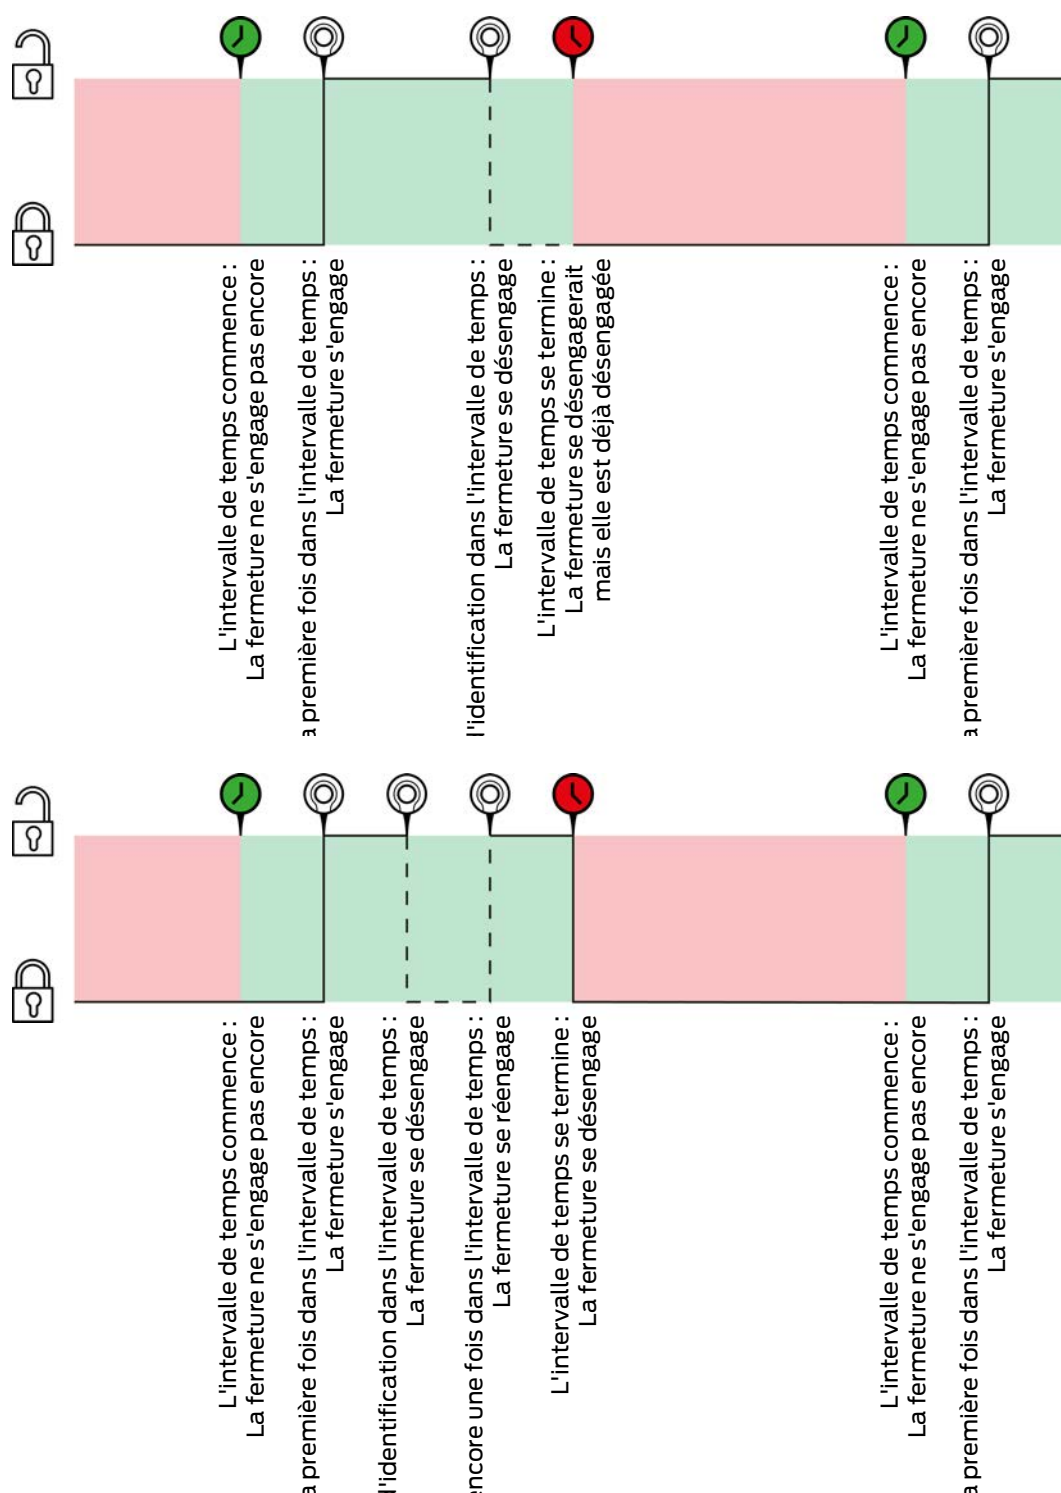 L'intervalle de temps commence :
La fermeture ne s'engage pas encore
première fois dans l'intervalle de temps :
La fermeture s'engage
l'identification dans l'intervalle de temps :
La fermeture se désengage
L'intervalle de temps se termine :
La fermeture se désengagerait
mais elle est déjà désengagée
L'intervalle de temps commence :
La fermeture ne s'engage pas encore
première fois dans l'intervalle de temps :
La fermeture s'engage
L'intervalle de temps commence :
La fermeture ne s'engage pas encore
première fois dans l'intervalle de temps :
La fermeture s'engage
l'identification dans l'intervalle de temps :
La fermeture se désengage
encore une fois dans l'intervalle de temps :
La fermeture se réengage
L'intervalle de temps se termine :
La fermeture se désengage
L'intervalle de temps commence :
La fermeture ne s'engage pas encore
première fois dans l'intervalle de temps :
La fermeture s'engage